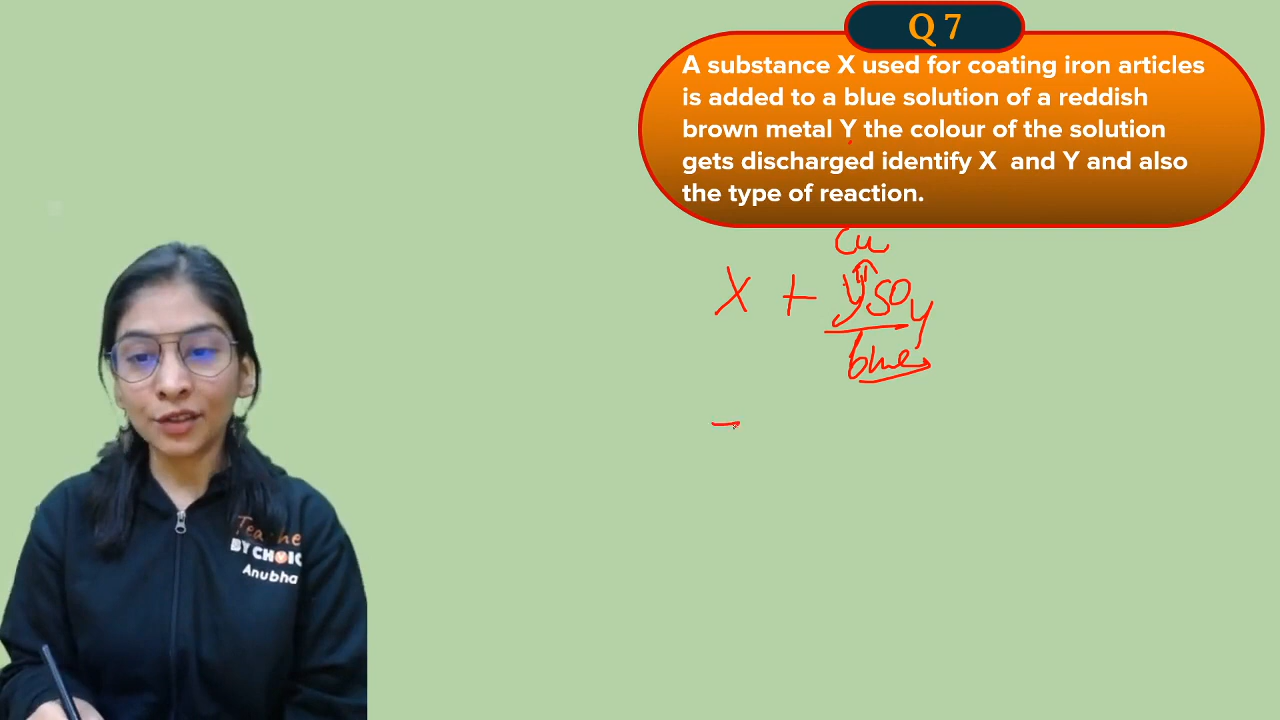 Q 7
A substance X used for coating iron articles
is added to a blue solution of a reddish
brown metal Y the colour of the solution
gets discharged identify X and Y and also
the type of reaction.
Cu
X + YSO4
blue
Teache
BY CHOIC
Anubha